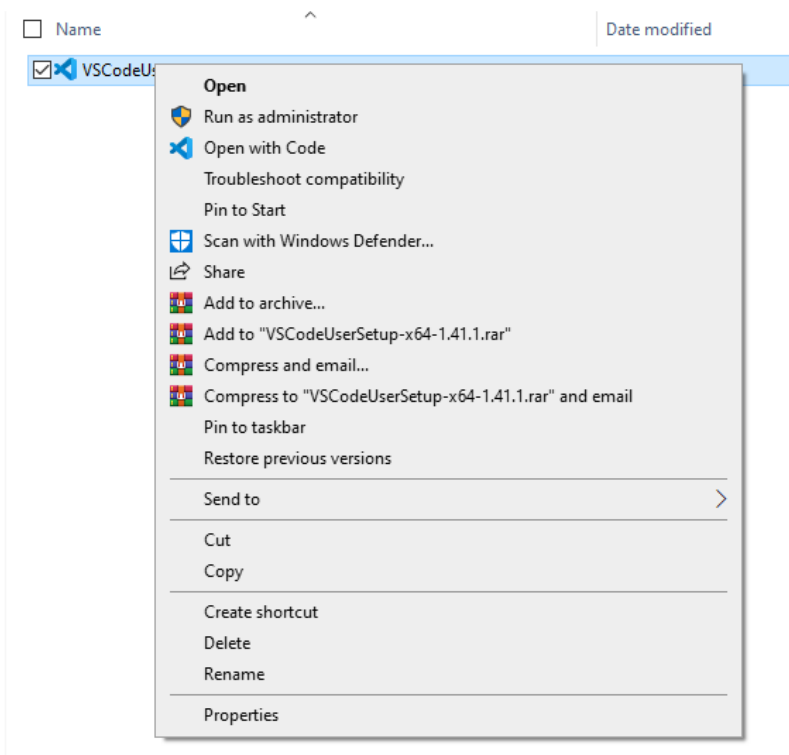 Name
Date modified
VSCodeUs
Open
Run as administrator
Open with Code
Troubleshoot compatibility
Pin to Start
Scan with Windows Defender...
Share
Add to archive...
Add to "VSCodeUserSetup-x64-1.41.1.rar"
Compress and email...
Compress to "VSCodeUserSetup-x64-1.41.1.rar" and email
Pin to taskbar
Restore previous versions
Send to
Cut
Copy
Create shortcut
Delete
Rename
Properties